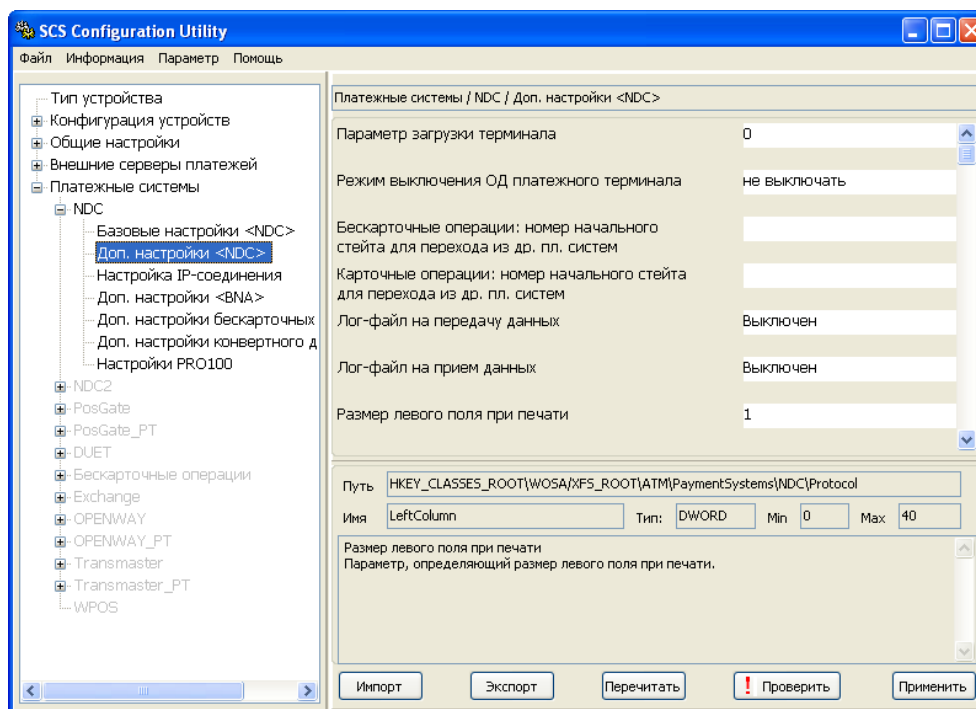 SCS Configuration Utility
Файл Информация Параметр Помощь
Тип устройства
Конфигурация устройств
Общие настройки
Внешние серверы платежей
Платежные системы
NDC
Базовые настройки <NDC>
Доп. настройки <NDC>
Настройка IP-соединения
Доп. настройки <BNA>
Доп. настройки бескарточных
Доп. настройки конвертного д
Настройки PRO100
NDC2
PosGate
PosGate_PT
DUET
Бескарточные операции
Exchange
OPENWAY
OPENWAY_PT
Transmaster
Transmaster_PT
WPOS
Платежные системы / NDC / Доп. настройки <NDC>
Параметр загрузки терминала 0
Режим выключения ОД платежного терминала не выключать
Бескарточные операции: номер начального
стейта для перехода из др. пл. систем
Карточные операции: номер начального стейта
для перехода из др. пл. систем
Лог-файл на передачу данных Выключен
Лог-файл на прием данных Выключен
Размер левого поля при печати 1
Путь HKEY_CLASSES_ROOT\WOSA/XFS_ROOT\ATM\PaymentSystems\NDC\Protocol
Имя LeftColumn Тип: DWORD Min 0 Max 40
Размер левого поля при печати
Параметр, определяющий размер левого поля при печати.
Импорт Экспорт Перечитать ! Проверить Применить